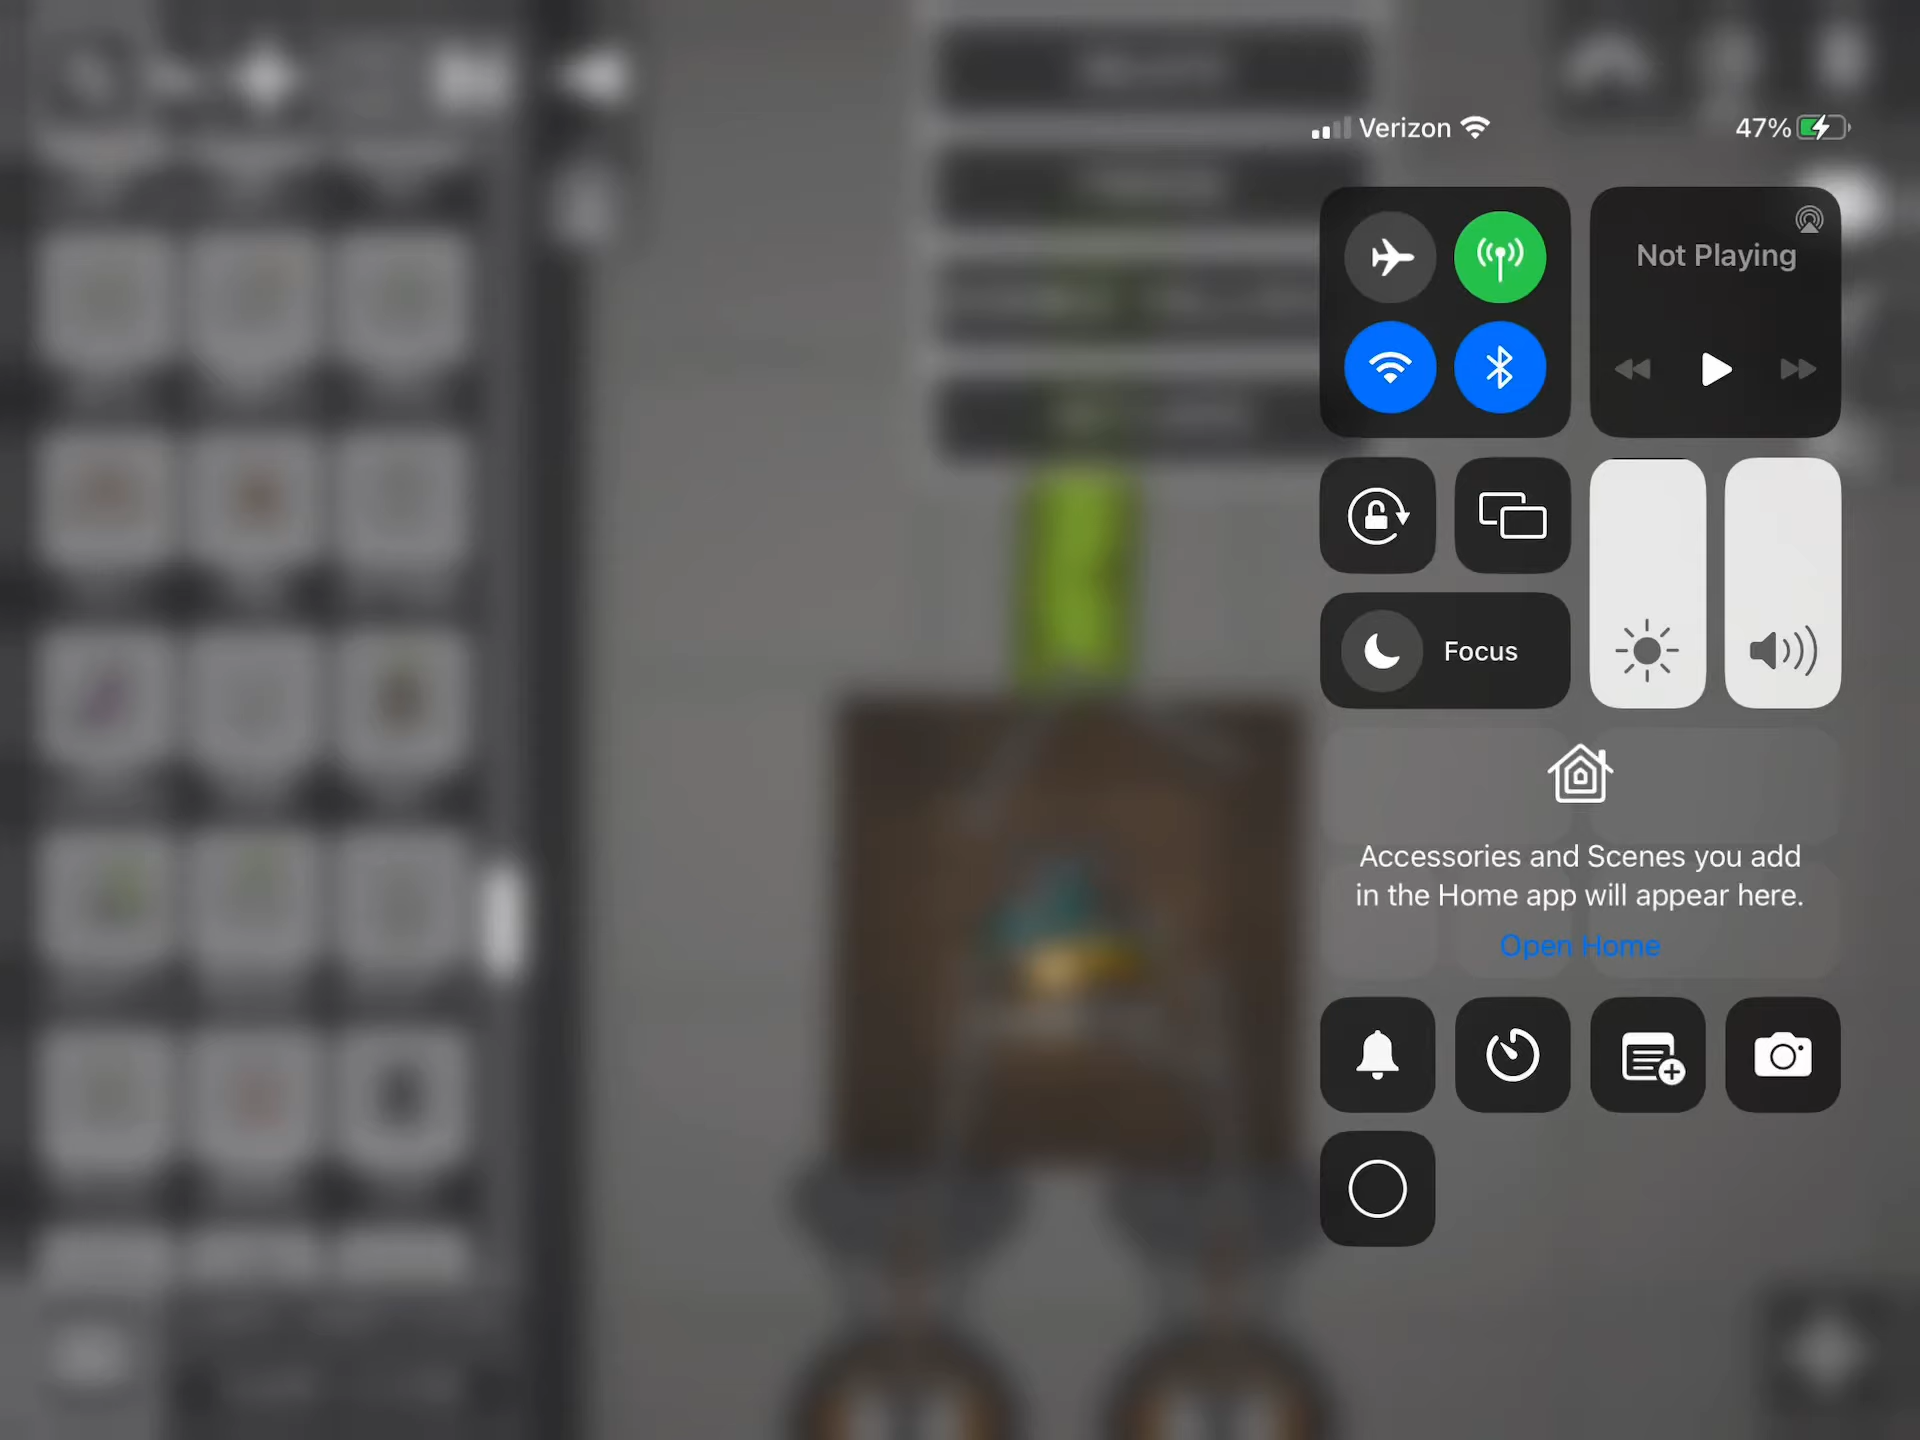 Verizon
47%
Not Playing
Focus
Accessories and Scenes you add
in the Home app will appear here.
Open Home